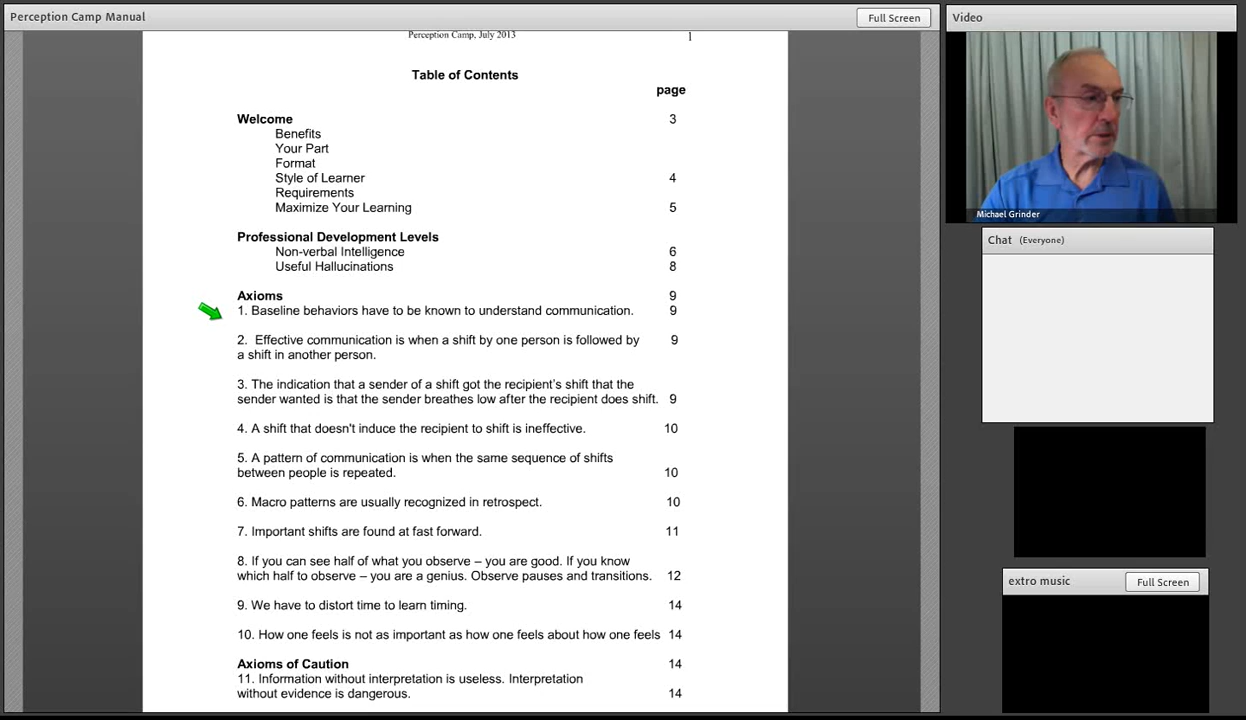 Perception Camp Manual
Full Screen
Perception Camp, July 2013 1
Table of Contents
page
Welcome 3
Benefits
Your Part
Format
Style of Learner 4
Requirements
Maximize Your Learning 5
Professional Development Levels
Non-verbal Intelligence 6
Useful Hallucinations 8
Axioms 9
1. Baseline behaviors have to be known to understand communication. 9
2. Effective communication is when a shift by one person is followed by 9
a shift in another person.
3. The indication that a sender of a shift got the recipient's shift that the
sender wanted is that the sender breathes low after the recipient does shift. 9
4. A shift that doesn't induce the recipient to shift is ineffective. 10
5. A pattern of communication is when the same sequence of shifts
between people is repeated. 10
6. Macro patterns are usually recognized in retrospect. 10
7. Important shifts are found at fast forward. 11
8. If you can see half of what you observe – you are good. If you know
which half to observe – you are a genius. Observe pauses and transitions. 12
9. We have to distort time to learn timing. 14
10. How one feels is not as important as how one feels about how one feels 14
Axioms of Caution 14
11. Information without interpretation is useless. Interpretation
without evidence is dangerous. 14
Video
Michael Grinder
Chat (Everyone)
extro music
Full Screen